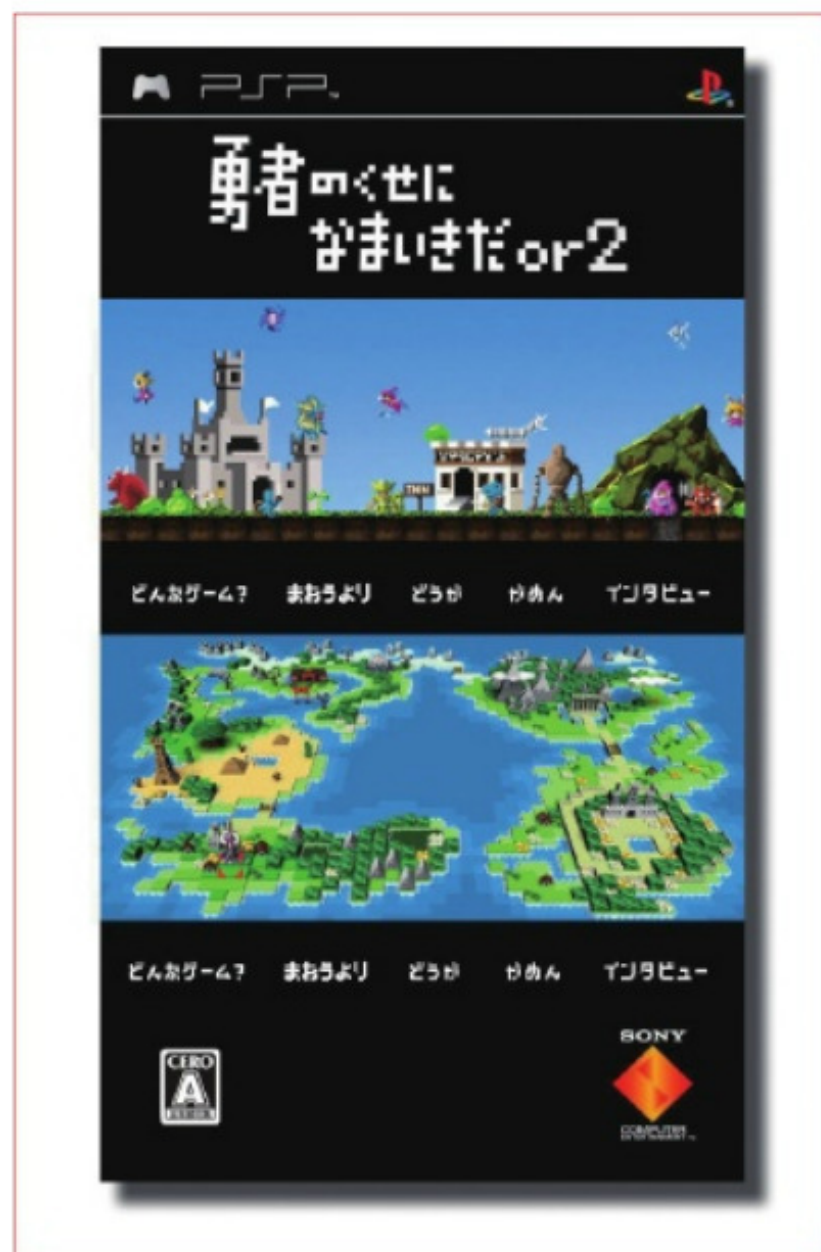 PSP
勇者のくせに
なまいきだor2
INN
どんなゲーム? まおうより どうが がめん インタビュー
どんなゲーム? まおうより どうが がめん インタビュー
CERO
A
SONY
COMPUTER
ENTERTAINMENT